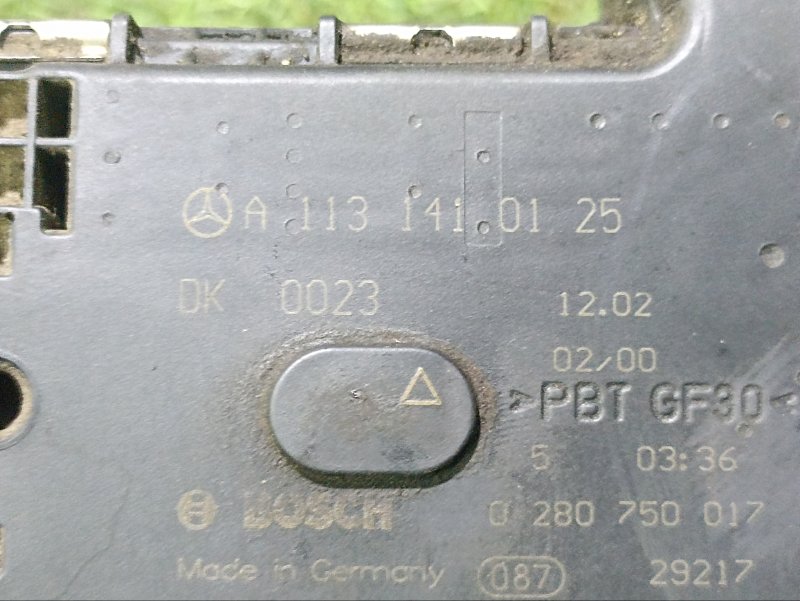 A 113 141 01 25
DK 0023 12.02
02/00
>PBT GF30<
5 03:36
BOSCH 0 280 750 017
Made in Germany 087 29217